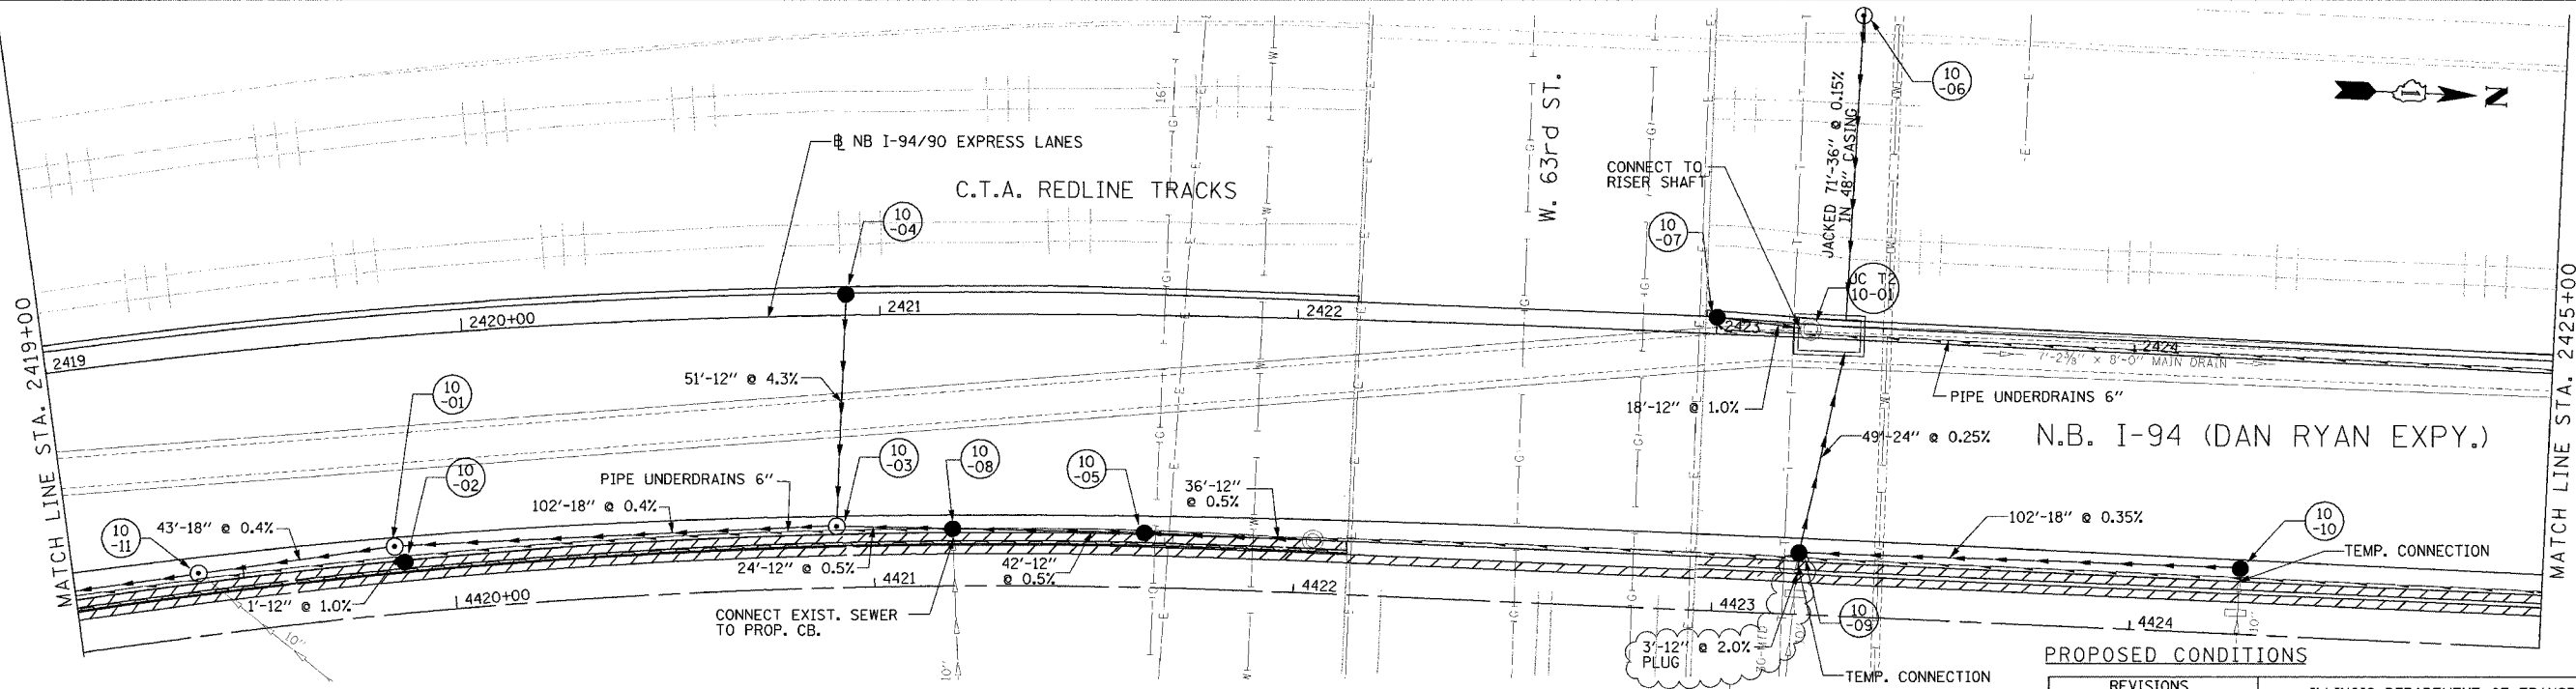 10
-06
JACKED 71'-36" @ 0.15%
IN 48" CASING
N
16"
W
G
E
T
W. 63rd ST.
℄ NB I-94/90 EXPRESS LANES
C.T.A. REDLINE TRACKS
CONNECT TO
RISER SHAFT
10
-04
10
-07
JC T2
10-01
MATCH LINE STA. 2419+00
MATCH LINE STA. 2425+00
2419
2420+00
2421
2422
2423
2424
7'-2⅜" x 8'-0" MAIN DRAIN
51'-12" @ 4.3%
10
-01
18'-12" @ 1.0%
PIPE UNDERDRAINS 6"
49'-24" @ 0.25%
N.B. I-94 (DAN RYAN EXPY.)
10
-02
10
-03
10
-08
10
-05
PIPE UNDERDRAINS 6"
36'-12"
@ 0.5%
102'-18" @ 0.4%
10
-11
43'-18" @ 0.4%
102'-18" @ 0.35%
10
-10
TEMP. CONNECTION
24'-12" @ 0.5%
42'-12"
@ 0.5%
1'-12" @ 1.0%
4420+00
4421
4422
4423
4424
CONNECT EXIST. SEWER
TO PROP. CB.
10"
10"
10"
10
-09
3'-12" @ 2.0%
PLUG
TEMP. CONNECTION
PROPOSED CONDITIONS
REVISIONS